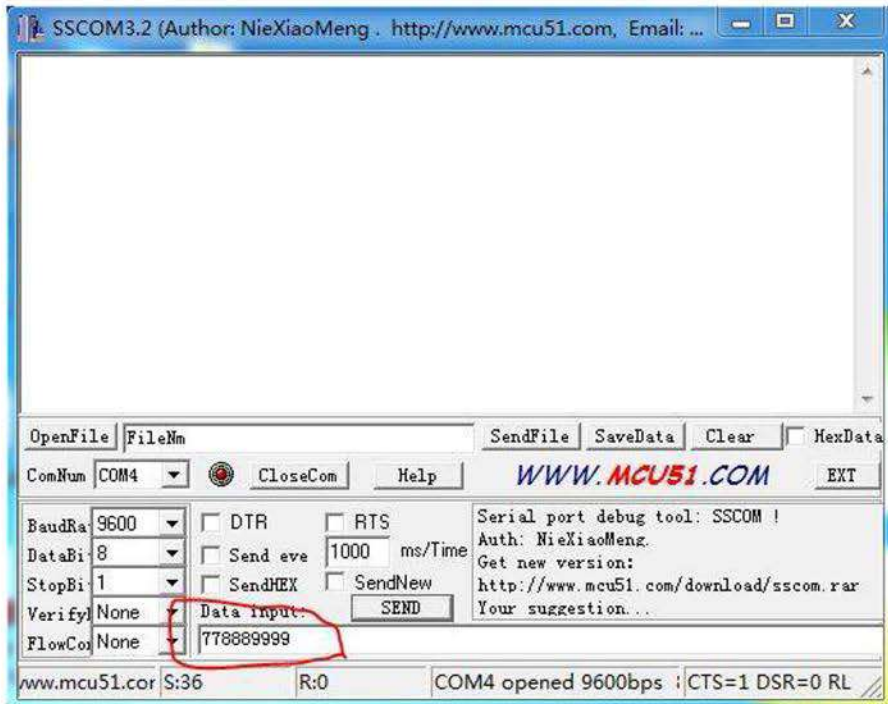 SSCOM3.2 (Author: NieXiaoMeng . http://www.mcu51.com, Email: ...
OpenFile FileNm SendFile SaveData Clear HexData
ComNum COM4 CloseCom Help WWW.MCU51.COM EXT
BaudRa 9600 DTR RTS
DataBi 8 Send eve 1000 ms/Time
StopBi 1 SendHEX SendNew
Verify None Data input: SEND
FlowCo None 778889999
Serial port debug tool: SSCOM !
Auth: NieXiaoMeng.
Get new version:
http://www.mcu51.com/download/sscom.rar
Your suggestion...
www.mcu51.cor S:36 R:0 COM4 opened 9600bps CTS=1 DSR=0 RL